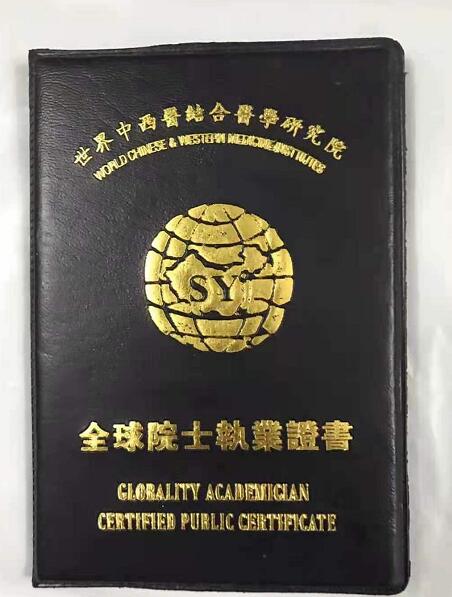 世界中西醫結合醫學研究院
WORLD CHINESE & WESTERN MEDICINE INSTITUTES
SY
全球院士執業證書
GLOBALITY ACADEMICIAN
CERTIFIED PUBLIC CERTIFICATE